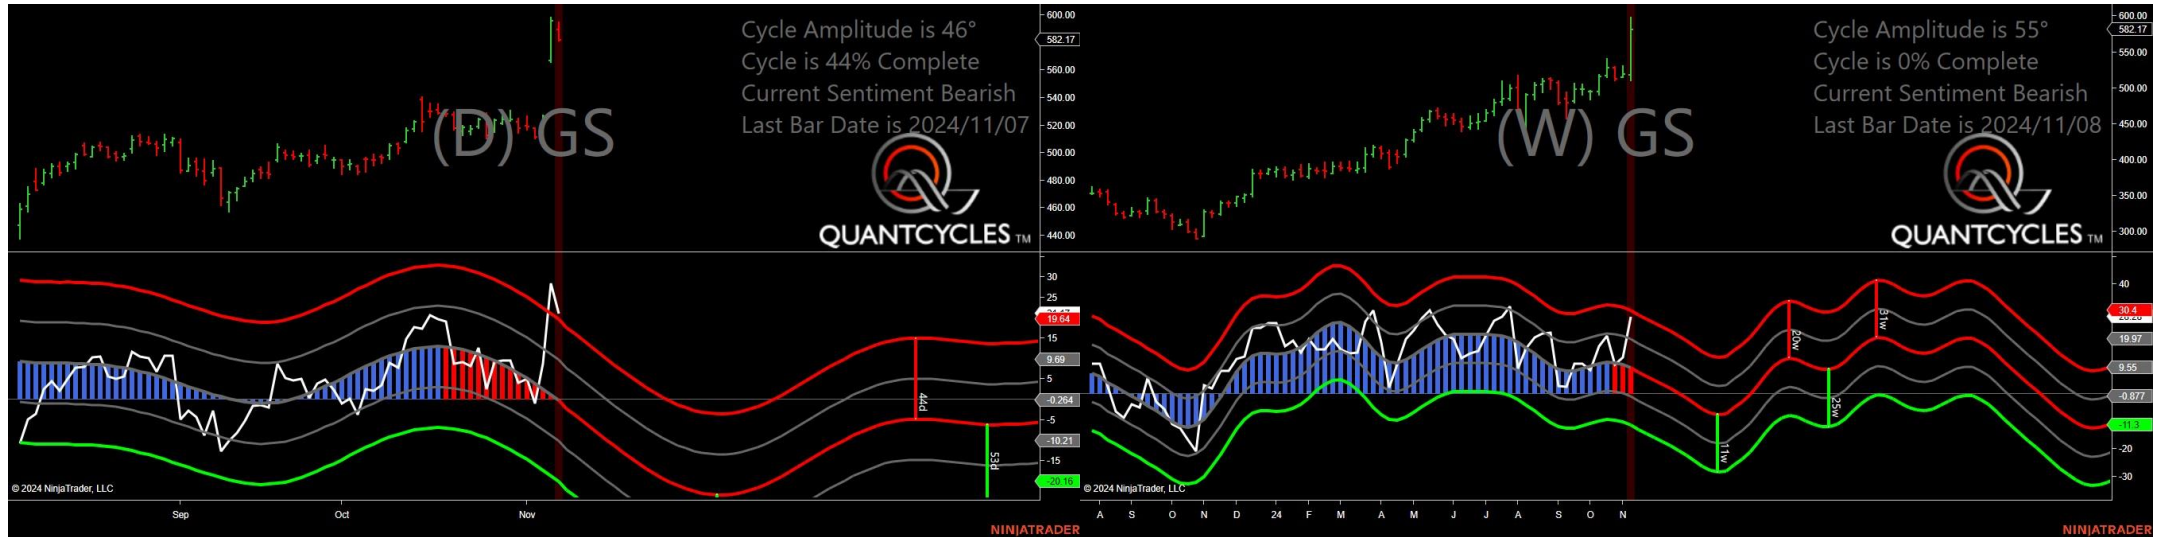 Cycle Amplitude is 46°
Cycle is 44% Complete
Current Sentiment Bearish
Last Bar Date is 2024/11/07
(D) GS
QUANTCYCLES TM
600.00
582.17
560.00
540.00
520.00
500.00
480.00
460.00
440.00
30
25
19.64
15
9.69
5
-0.264
-5
-10.21
-15
-20.16
44d
53d
© 2024 NinjaTrader, LLC
Sep Oct Nov
NINJATRADER
Cycle Amplitude is 55°
Cycle is 0% Complete
Current Sentiment Bearish
Last Bar Date is 2024/11/08
(W) GS
QUANTCYCLES TM
600.00
582.17
550.00
500.00
450.00
400.00
350.00
300.00
40
30.4
19.97
9.55
-0.877
-11.3
-20
-30
20w
31w
25w
11w
© 2024 NinjaTrader, LLC
A S O N D 24 F M A M J J A S O N
NINJATRADER